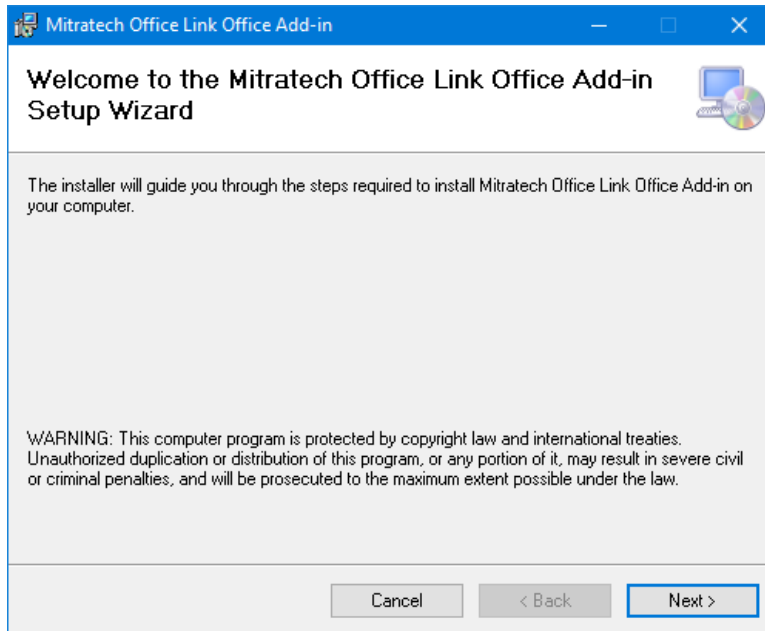 Mitratech Office Link Office Add-in
Welcome to the Mitratech Office Link Office Add-in
Setup Wizard
The installer will guide you through the steps required to install Mitratech Office Link Office Add-in on
your computer.
WARNING: This computer program is protected by copyright law and international treaties.
Unauthorized duplication or distribution of this program, or any portion of it, may result in severe civil
or criminal penalties, and will be prosecuted to the maximum extent possible under the law.
Cancel < Back Next >